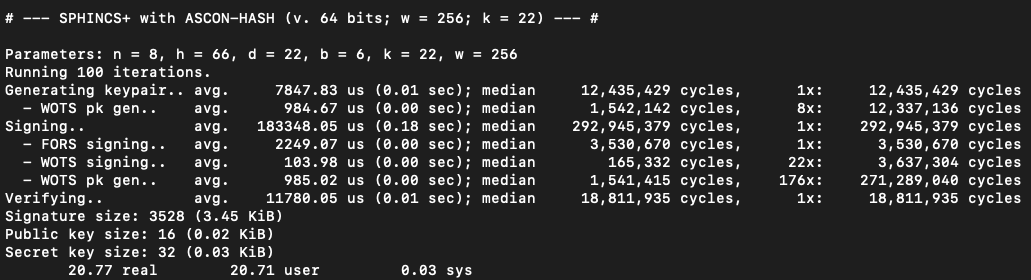 # --- SPHINCS+ with ASCON-HASH (v. 64 bits; w = 256; k = 22) --- #
Parameters: n = 8, h = 66, d = 22, b = 6, k = 22, w = 256
Running 100 iterations.
Generating keypair.. avg. 7847.83 us (0.01 sec); median 12,435,429 cycles, 1x: 12,435,429 cycles
- WOTS pk gen.. avg. 984.67 us (0.00 sec); median 1,542,142 cycles, 8x: 12,337,136 cycles
Signing.. avg. 183348.05 us (0.18 sec); median 292,945,379 cycles, 1x: 292,945,379 cycles
- FORS signing.. avg. 2249.07 us (0.00 sec); median 3,530,670 cycles, 1x: 3,530,670 cycles
- WOTS signing.. avg. 103.98 us (0.00 sec); median 165,332 cycles, 22x: 3,637,304 cycles
- WOTS pk gen.. avg. 985.02 us (0.00 sec); median 1,541,415 cycles, 176x: 271,289,040 cycles
Verifying.. avg. 11780.05 us (0.01 sec); median 18,811,935 cycles, 1x: 18,811,935 cycles
Signature size: 3528 (3.45 KiB)
Public key size: 16 (0.02 KiB)
Secret key size: 32 (0.03 KiB)
20.77 real 20.71 user 0.03 sys